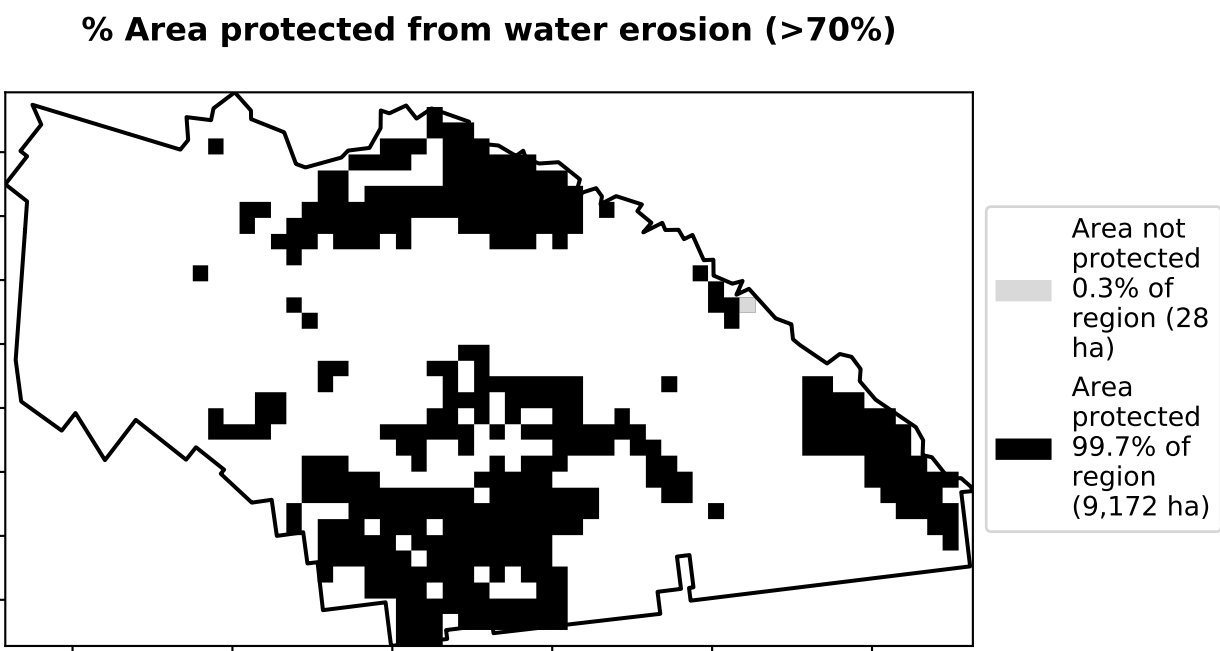 % Area protected from water erosion (>70%)
Area not
protected
0.3% of
region (28
ha)
Area
protected
99.7% of
region
(9,172 ha)